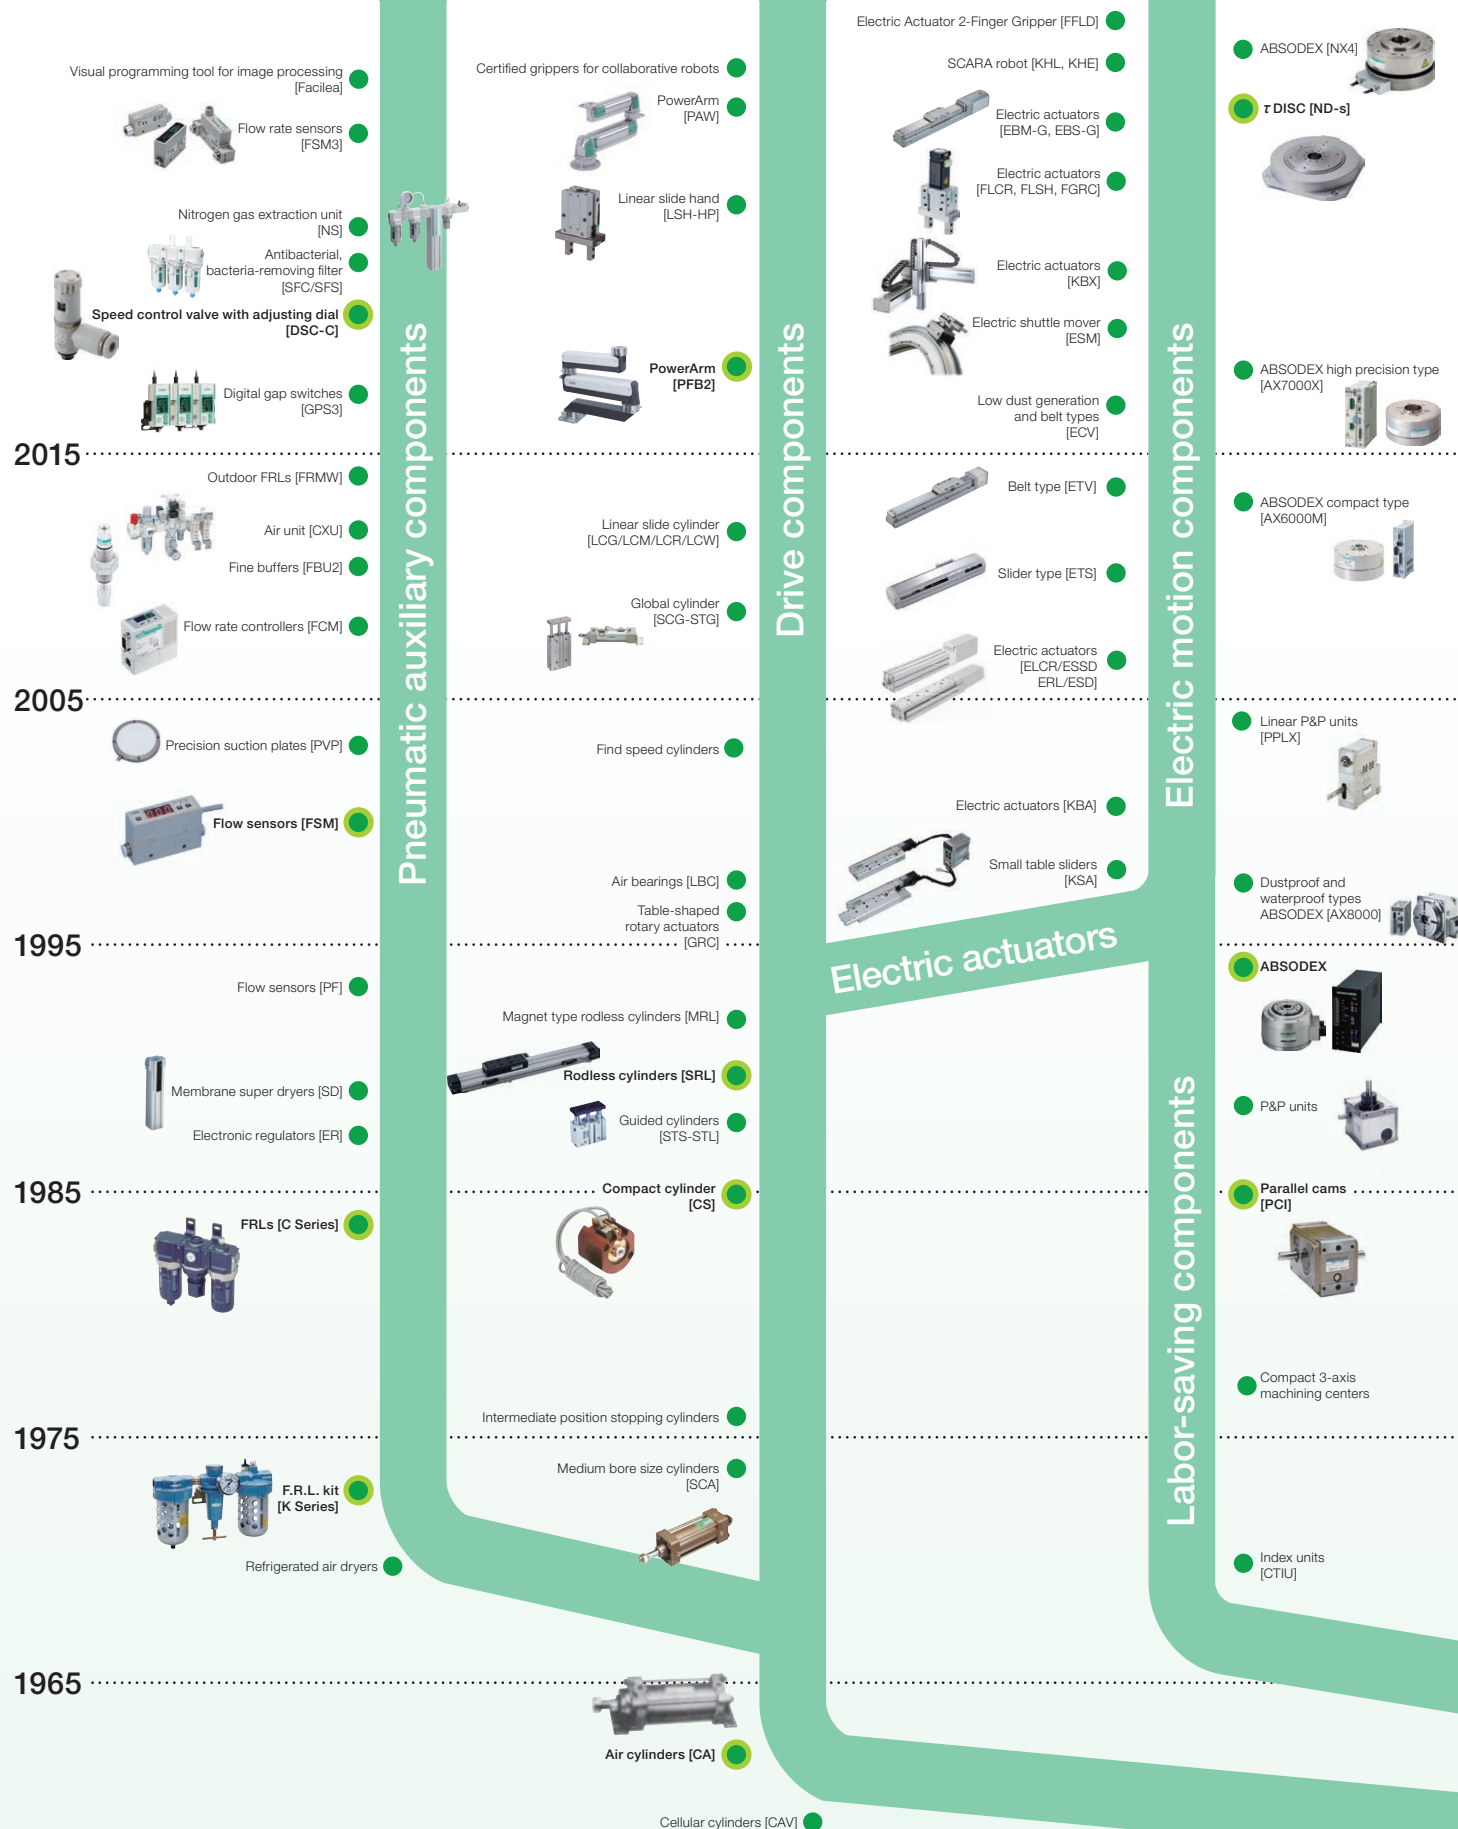 Visual programming tool for image processing
[Facilea]
Flow rate sensors
[FSM3]
Nitrogen gas extraction unit
[NS]
Antibacterial,
bacteria-removing filter
[SFC/SFS]
Speed control valve with adjusting dial
[DSC-C]
Digital gap switches
[GPS3]
2015
Outdoor FRLs [FRMW]
Air unit [CXU]
Fine buffers [FBU2]
Flow rate controllers [FCM]
2005
Precision suction plates [PVP]
Flow sensors [FSM]
1995
Flow sensors [PF]
Membrane super dryers [SD]
Electronic regulators [ER]
1985
FRLs [C Series]
1975
F.R.L. kit
[K Series]
Refrigerated air dryers
1965
Pneumatic auxiliary components
Certified grippers for collaborative robots
PowerArm
[PAW]
Linear slide hand
[LSH-HP]
PowerArm
[PFB2]
Linear slide cylinder
[LCG/LCM/LCR/LCW]
Global cylinder
[SCG-STG]
Find speed cylinders
Air bearings [LBC]
Table-shaped
rotary actuators
[GRC]
Magnet type rodless cylinders [MRL]
Rodless cylinders [SRL]
Guided cylinders
[STS-STL]
Compact cylinder
[CS]
Intermediate position stopping cylinders
Medium bore size cylinders
[SCA]
Air cylinders [CA]
Cellular cylinders [CAV]
Drive components
Electric Actuator 2-Finger Gripper [FFLD]
SCARA robot [KHL, KHE]
Electric actuators
[EBM-G, EBS-G]
Electric actuators
[FLCR, FLSH, FGRC]
Electric actuators
[KBX]
Electric shuttle mover
[ESM]
Low dust generation
and belt types
[ECV]
Belt type [ETV]
Slider type [ETS]
Electric actuators
[ELCR/ESSD
ERL/ESD]
Electric actuators [KBA]
Small table sliders
[KSA]
Electric actuators
Electric motion components
Labor-saving components
ABSODEX [NX4]
τ DISC [ND-s]
ABSODEX high precision type
[AX7000X]
ABSODEX compact type
[AX6000M]
Linear P&P units
[PPLX]
Dustproof and
waterproof types
ABSODEX [AX8000]
ABSODEX
P&P units
Parallel cams
[PCI]
Compact 3-axis
machining centers
Index units
[CTIU]